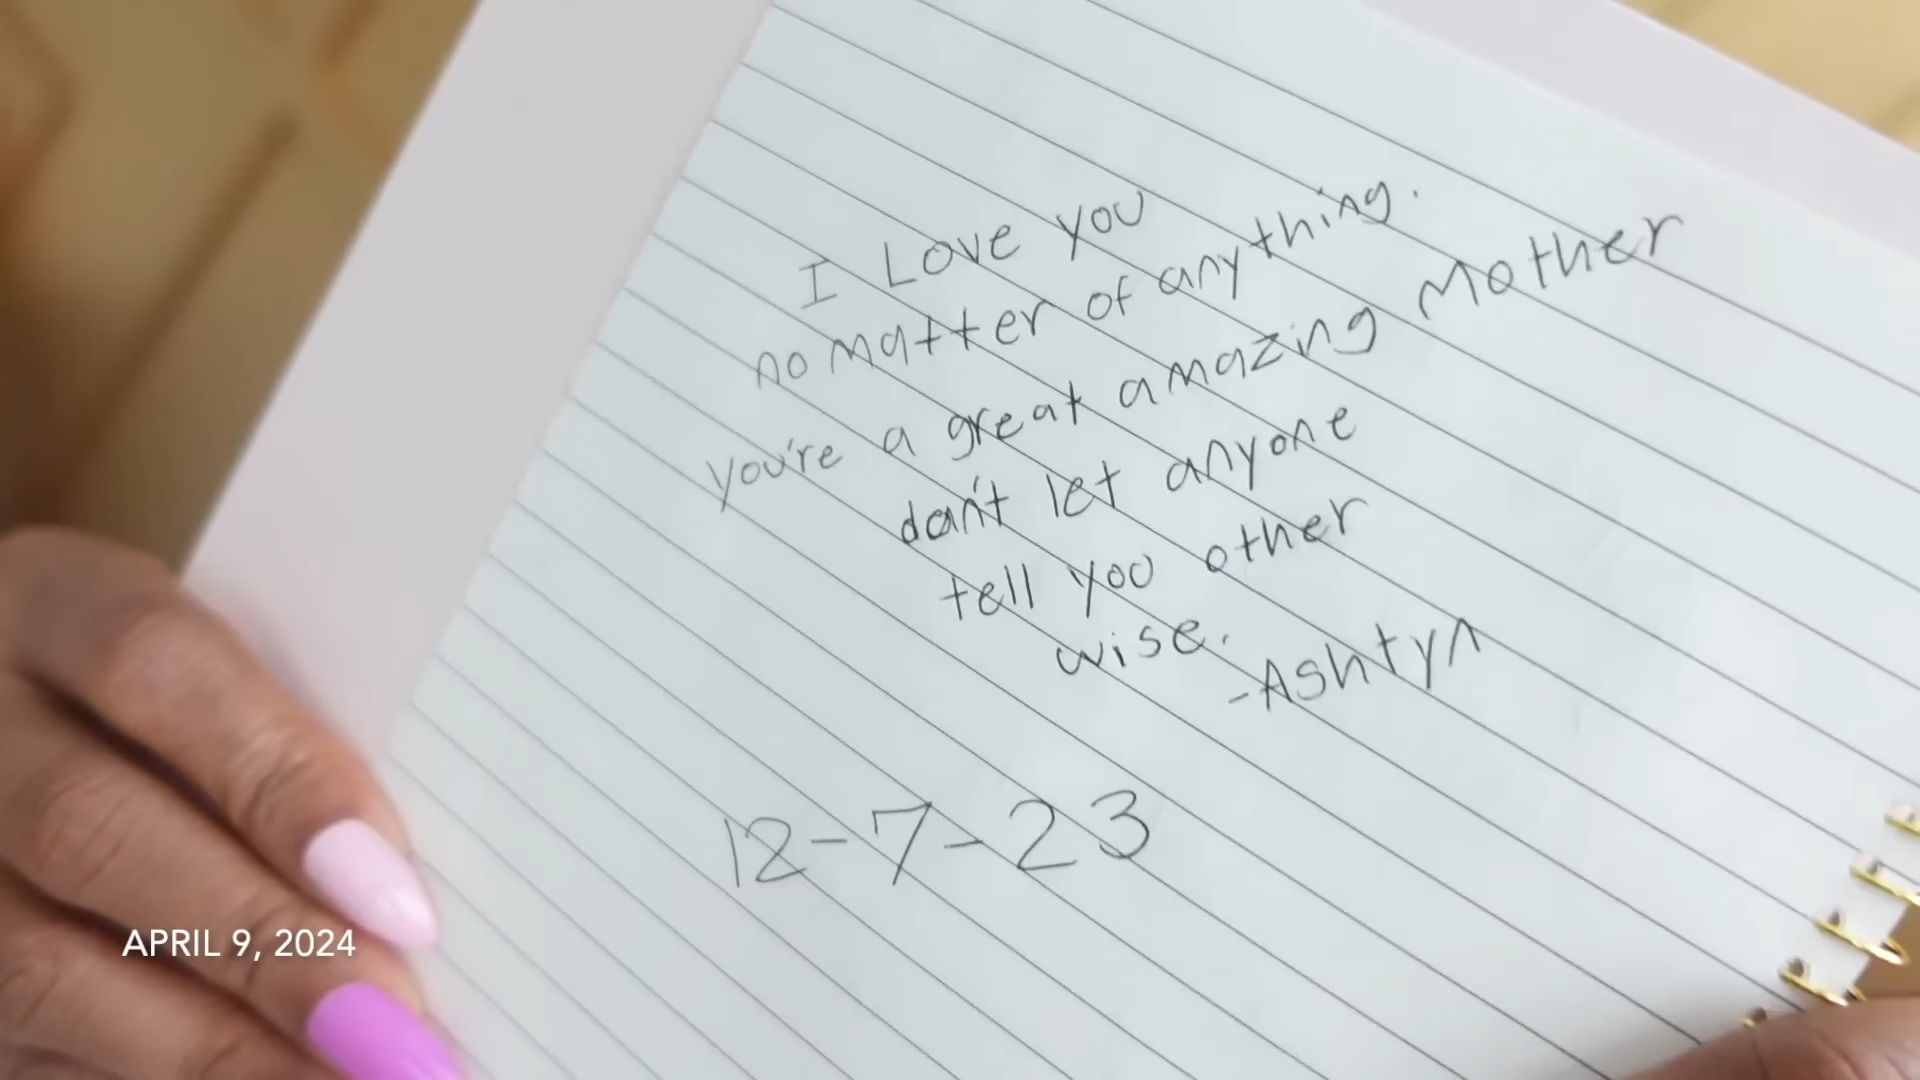 I Love you
no matter of anything.
you're a great amazing Mother
don't let anyone
tell you other
wise.
-Ashtyn
12-7-23
APRIL 9, 2024